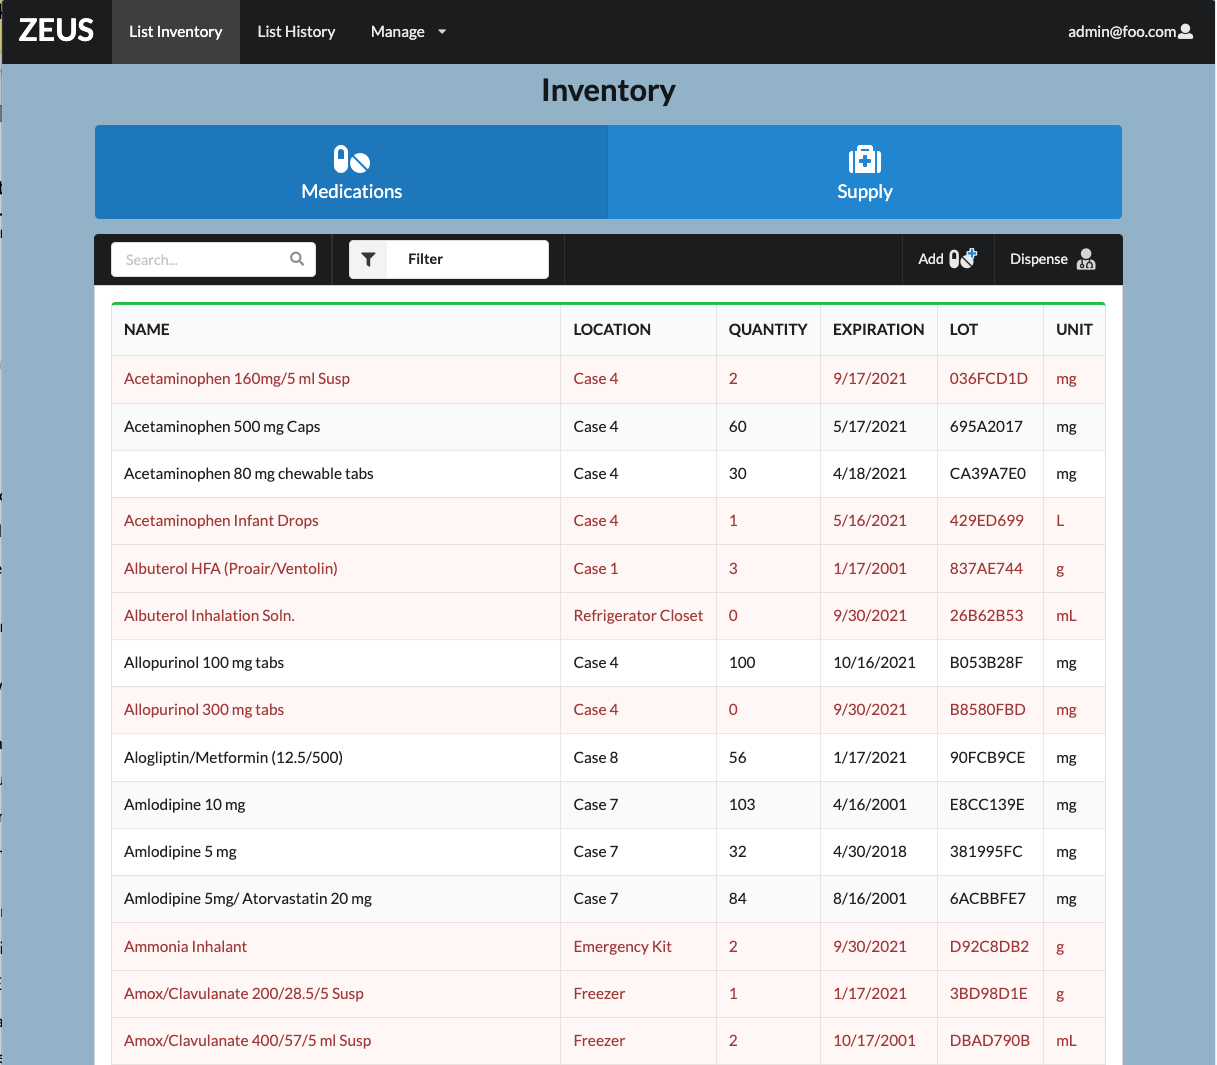 ZEUS List Inventory List History Manage admin@foo.com
Inventory
Medications Supply
Search... Filter Add Dispense
NAME LOCATION QUANTITY EXPIRATION LOT UNIT
Acetaminophen 160mg/5 ml Susp Case 4 2 9/17/2021 036FCD1D mg
Acetaminophen 500 mg Caps Case 4 60 5/17/2021 695A2017 mg
Acetaminophen 80 mg chewable tabs Case 4 30 4/18/2021 CA39A7E0 mg
Acetaminophen Infant Drops Case 4 1 5/16/2021 429ED699 L
Albuterol HFA (Proair/Ventolin) Case 1 3 1/17/2001 837AE744 g
Albuterol Inhalation Soln. Refrigerator Closet 0 9/30/2021 26B62B53 mL
Allopurinol 100 mg tabs Case 4 100 10/16/2021 B053B28F mg
Allopurinol 300 mg tabs Case 4 0 9/30/2021 B8580FBD mg
Alogliptin/Metformin (12.5/500) Case 8 56 1/17/2021 90FCB9CE mg
Amlodipine 10 mg Case 7 103 4/16/2001 E8CC139E mg
Amlodipine 5 mg Case 7 32 4/30/2018 381995FC mg
Amlodipine 5mg/ Atorvastatin 20 mg Case 7 84 8/16/2001 6ACBBFE7 mg
Ammonia Inhalant Emergency Kit 2 9/30/2021 D92C8DB2 g
Amox/Clavulanate 200/28.5/5 Susp Freezer 1 1/17/2021 3BD98D1E g
Amox/Clavulanate 400/57/5 ml Susp Freezer 2 10/17/2001 DBAD790B mL